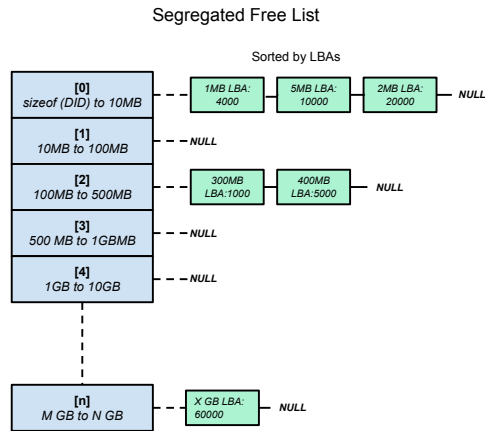 Segregated Free List
Sorted by LBAs
[0]
sizeof (DID) to 10MB
1MB LBA:
4000
5MB LBA:
10000
2MB LBA:
20000
NULL
[1]
10MB to 100MB
NULL
[2]
100MB to 500MB
300MB
LBA:1000
400MB
LBA:5000
NULL
[3]
500 MB to 1GBMB
NULL
[4]
1GB to 10GB
NULL
[n]
M GB to N GB
X GB LBA:
60000
NULL